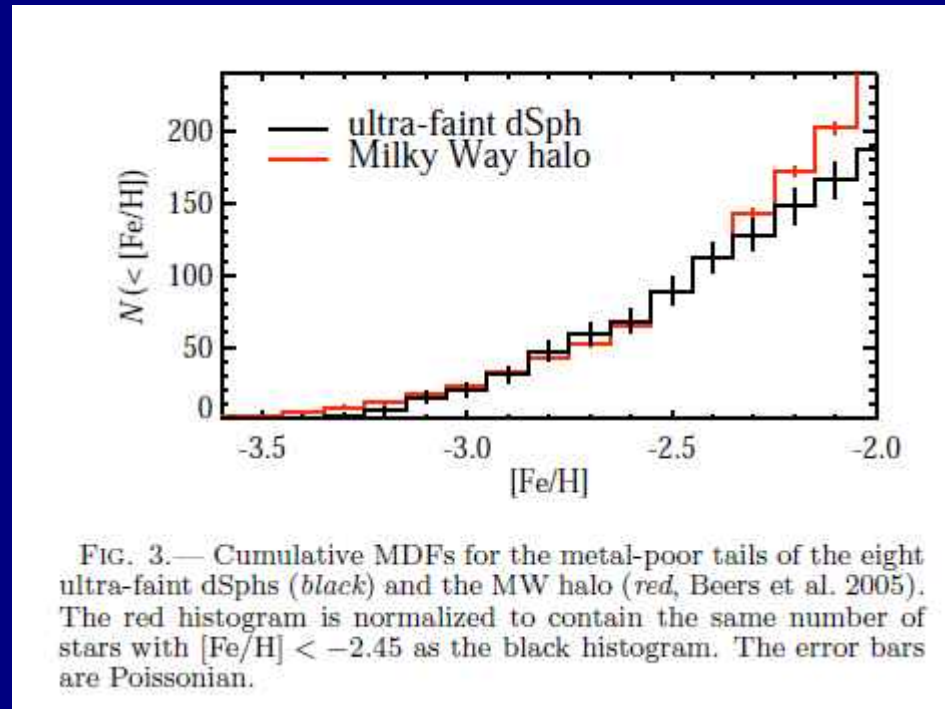 ultra-faint dSph
Milky Way halo
200
150
100
50
0
N (< [Fe/H])
-3.5 -3.0 -2.5 -2.0
[Fe/H]
FIG. 3.— Cumulative MDFs for the metal-poor tails of the eight
ultra-faint dSphs (black) and the MW halo (red, Beers et al. 2005).
The red histogram is normalized to contain the same number of
stars with [Fe/H] < −2.45 as the black histogram. The error bars
are Poissonian.